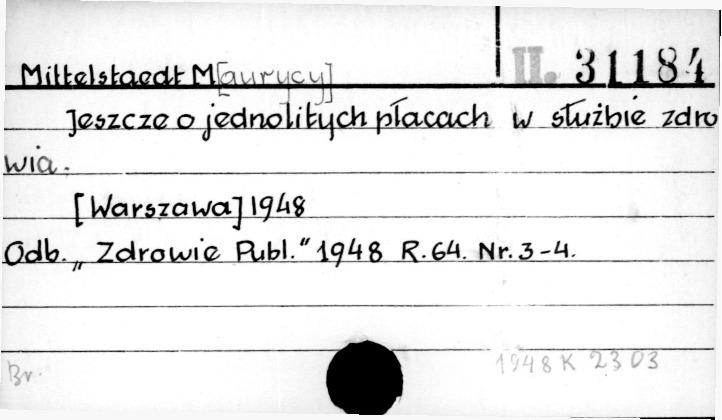 II. 31184
Mittelstaedt M[aurycy]
Jeszcze o jednolitych płacach w służbie zdro
wia.
[Warszawa] 1948
Odb. „Zdrowie Publ." 1948 R. 64. Nr. 3-4.
Br. 1948 K 2303